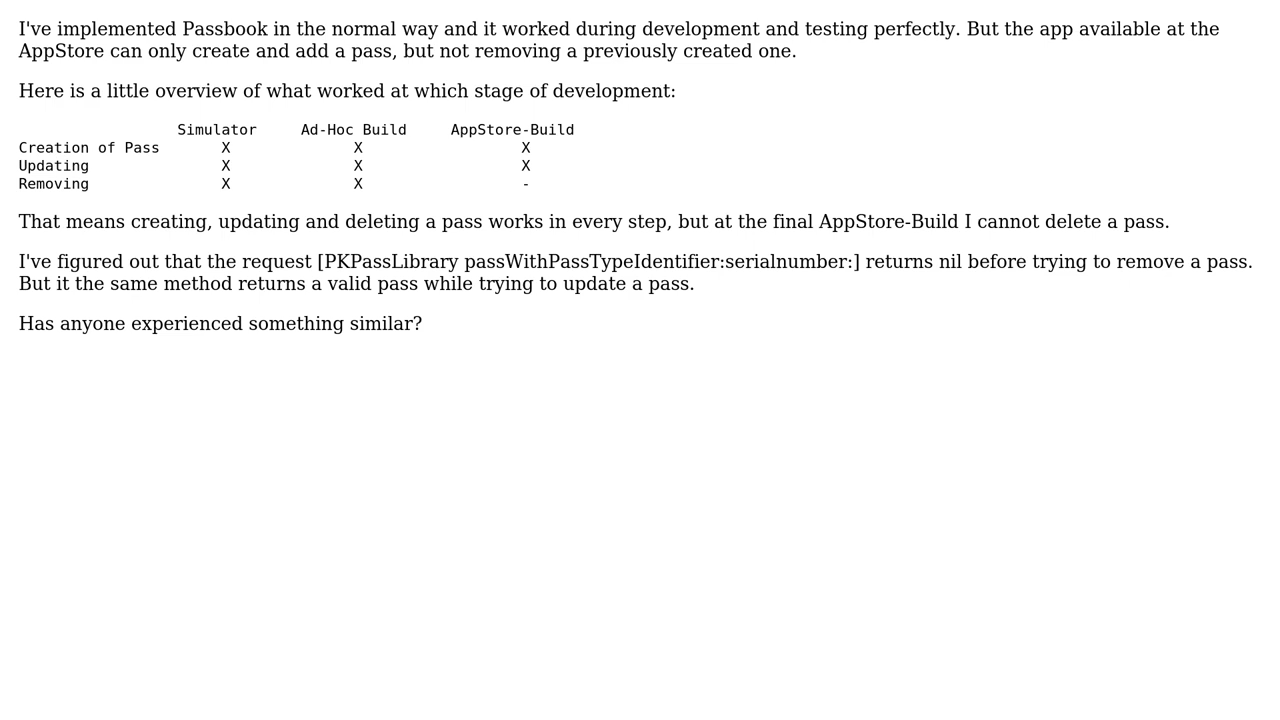 I've implemented Passbook in the normal way and it worked during development and testing perfectly. But the app available at the
AppStore can only create and add a pass, but not removing a previously created one.
Here is a little overview of what worked at which stage of development:
Simulator     Ad-Hoc Build     AppStore-Build
Creation of Pass       X              X                  X
Updating               X              X                  X
Removing               X              X                  -
That means creating, updating and deleting a pass works in every step, but at the final AppStore-Build I cannot delete a pass.
I've figured out that the request [PKPassLibrary passWithPassTypeIdentifier:serialnumber:] returns nil before trying to remove a pass.
But it the same method returns a valid pass while trying to update a pass.
Has anyone experienced something similar?